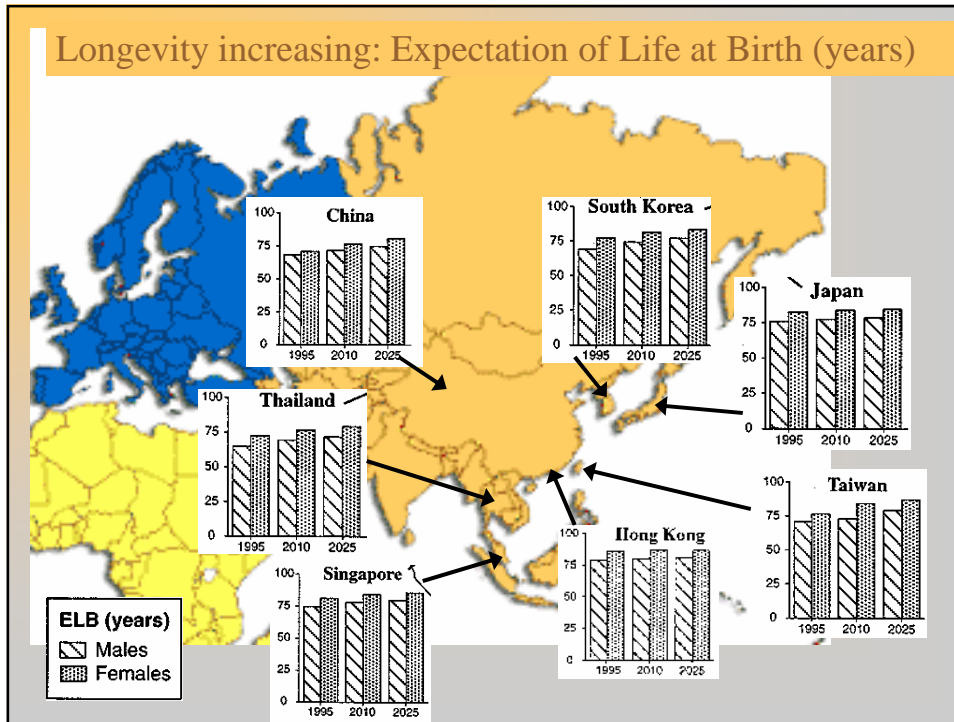 Longevity increasing: Expectation of Life at Birth (years)
China
100
75
50
25
0
1995 2010 2025
South Korea
100
75
50
25
0
1995 2010 2025
Japan
100
75
50
25
0
1995 2010 2025
Thailand
100
75
50
25
0
1995 2010 2025
Taiwan
100
75
50
25
0
1995 2010 2025
Hong Kong
100
75
50
25
0
1995 2010 2025
Singapore
100
75
50
25
0
1995 2010 2025
ELB (years)
Males
Females